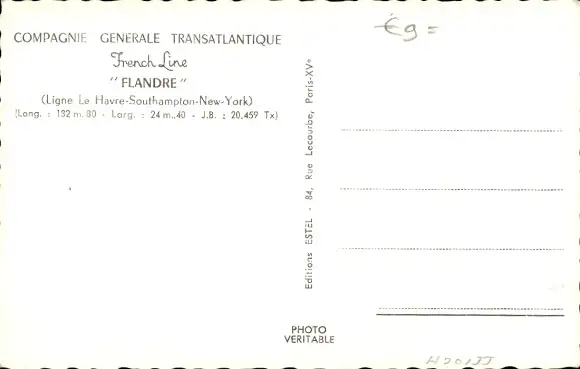 COMPAGNIE GENERALE TRANSATLANTIQUE
French Line
"FLANDRE"
(Ligne Le Havre-Southampton-New-York)
(Long. : 182 m. 80 - Larg. : 24 m..40 - J.B. : 20.459 Tx)
€9=
Editions ESTEL - 84, Rue Lecourbe, Paris-XVe
PHOTO
VERITABLE